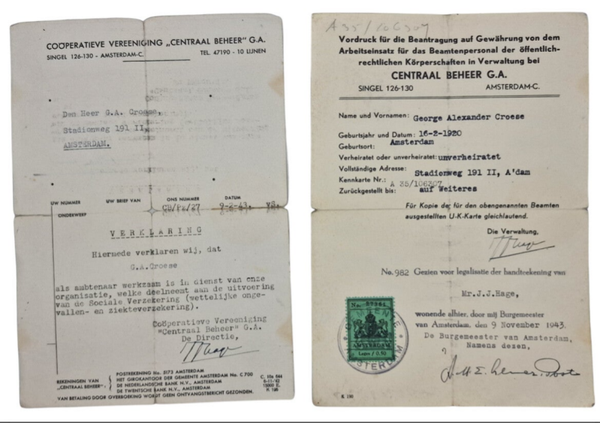 COÖPERATIEVE VEREENIGING „CENTRAAL BEHEER" G.A.
SINGEL 126-130 - AMSTERDAM-C.
TEL. 47190 - 10 LIJNEN
Den Heer G.A. Croese.
Stadionweg 191 II,
AMSTERDAM.
UW NUMMER
UW BRIEF VAN
ONS NUMMER
DATUM
ONDERWERP
VERKLARING
Hiermede verklaren wij, dat
G.A.Croese
als ambtenaar werkzaam is in dienst van onze
organisatie, welke deelneemt aan de uitvoering
van de Sociale Verzekering (wettelijke onge-
vallen- en ziekteverzekering).
Coöperatieve Vereeniging
"Centraal Beheer" G.A.
De Directie,
REKENINGEN VAN
„CENTRAAL BEHEER" G.A.
POSTREKENING No. 5172 AMSTERDAM
HET GIROKANTOOR DER GEMEENTE AMSTERDAM No. C.700
DE NEDERLANDSCHE BANK N.V., AMSTERDAM
DE TWENTSCHE BANK N.V., AMSTERDAM
VAN BETALING DOOR OVERBOEKING WORDT GEEN ONTVANGSTBERICHT GEZONDEN.
A 35/106307
Vordruck für die Beantragung auf Gewährung von dem
Arbeitseinsatz für das Beamtenpersonal der öffentlich-
rechtlichen Körperschaften in Verwaltung bei
CENTRAAL BEHEER G.A.
SINGEL 126-130
AMSTERDAM-C.
Name und Vornamen: George Alexander Croese
Geburtsjahr und Datum: 16-2-1920
Geburtsort: Amsterdam
Verheiratet oder unverheiratet: unverheiratet
Vollständige Adresse: Stadionweg 191 II, A'dam
Kennkarte Nr.: A 35/106307
Zurückgestellt bis: auf Weiteres
Für Kopie der für den obengenannten Beamten
ausgestellten U-K-Karte gleichlautend.
Die Verwaltung,
No. 982 Gezien voor legalisatie der handteekening van
Mr.J.J.Hage,
wonende alhier, door mij Burgemeester
van Amsterdam, den 9 November 1943.
De Burgemeester van Amsterdam,
Namens dezen,
AMSTERDAM